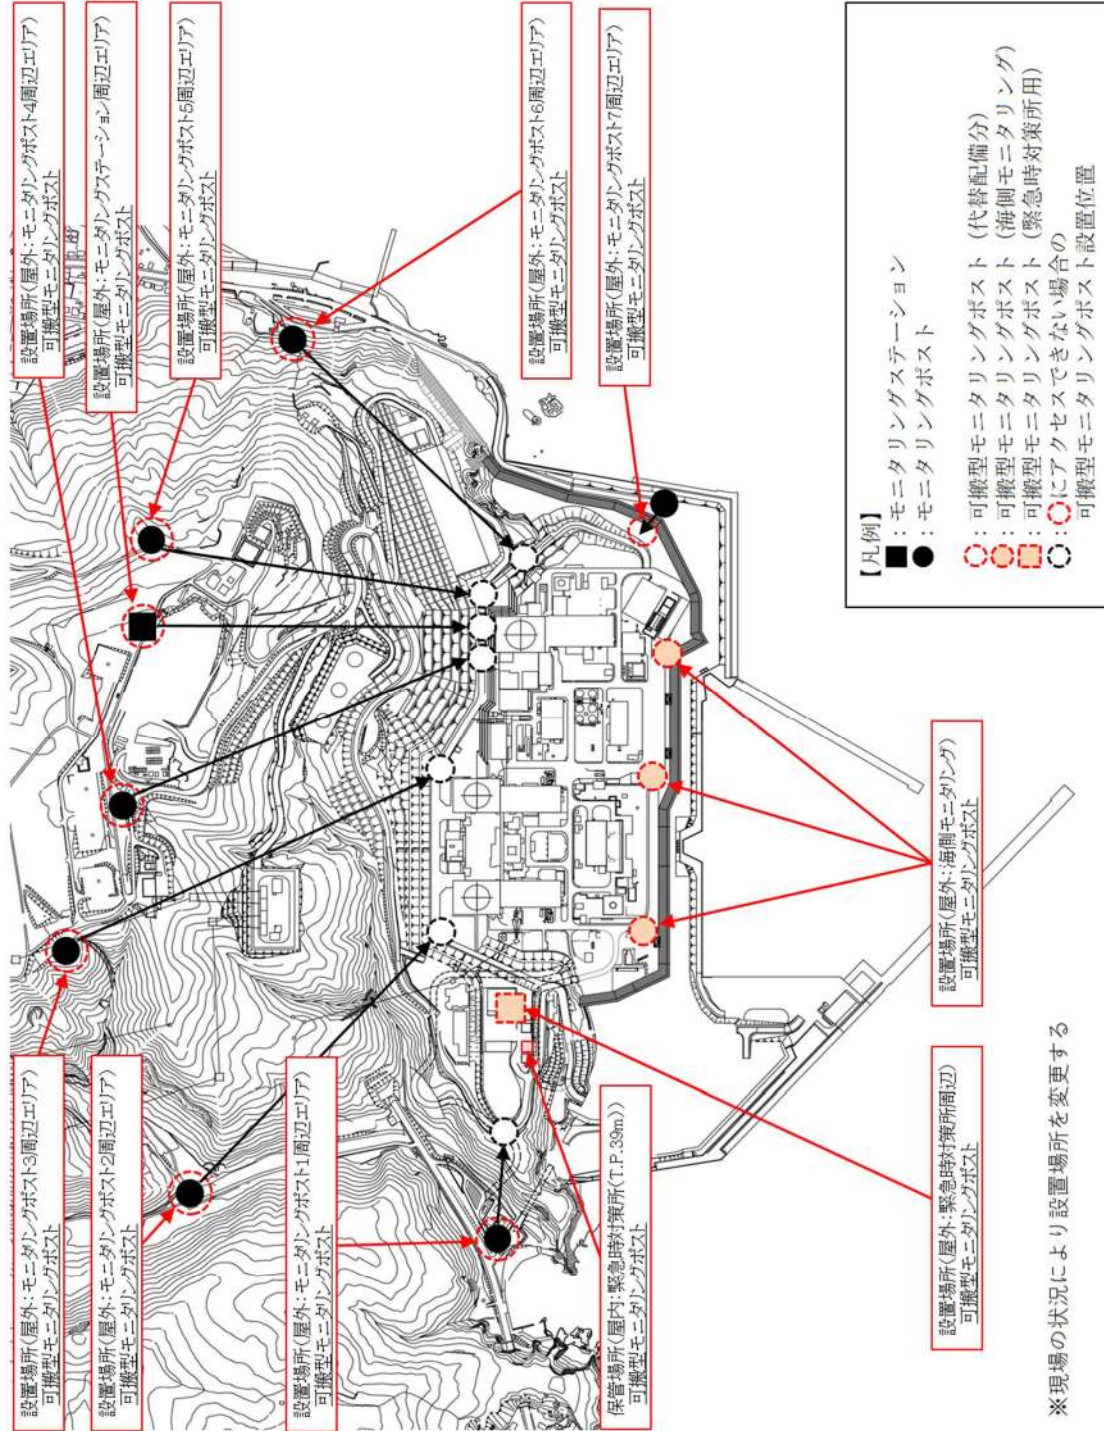 設置場所(屋外:モニタリングポスト3周辺エリア)
可搬型モニタリングポスト
設置場所(屋外:モニタリングポスト2周辺エリア)
可搬型モニタリングポスト
設置場所(屋外:モニタリングポスト1周辺エリア)
可搬型モニタリングポスト
保管場所(屋内:緊急時対策所(T.P.39m))
可搬型モニタリングポスト
設置場所(屋外:緊急時対策所周辺)
可搬型モニタリングポスト
設置場所(屋外:海側モニタリング)
可搬型モニタリングポスト
設置場所(屋外:モニタリングポスト4周辺エリア)
可搬型モニタリングポスト
設置場所(屋外:モニタリングステーション周辺エリア)
可搬型モニタリングポスト
設置場所(屋外:モニタリングポスト5周辺エリア)
可搬型モニタリングポスト
設置場所(屋外:モニタリングポスト6周辺エリア)
可搬型モニタリングポスト
設置場所(屋外:モニタリングポスト7周辺エリア)
可搬型モニタリングポスト
【凡例】
:モニタリングステーション
:モニタリングポスト
:可搬型モニタリングポスト(代替配備分)
:可搬型モニタリングポスト(海側モニタリング)
:可搬型モニタリングポスト(緊急時対策所用)
:にアクセスできない場合の
可搬型モニタリングポスト設置位置
※現場の状況により設置場所を変更する